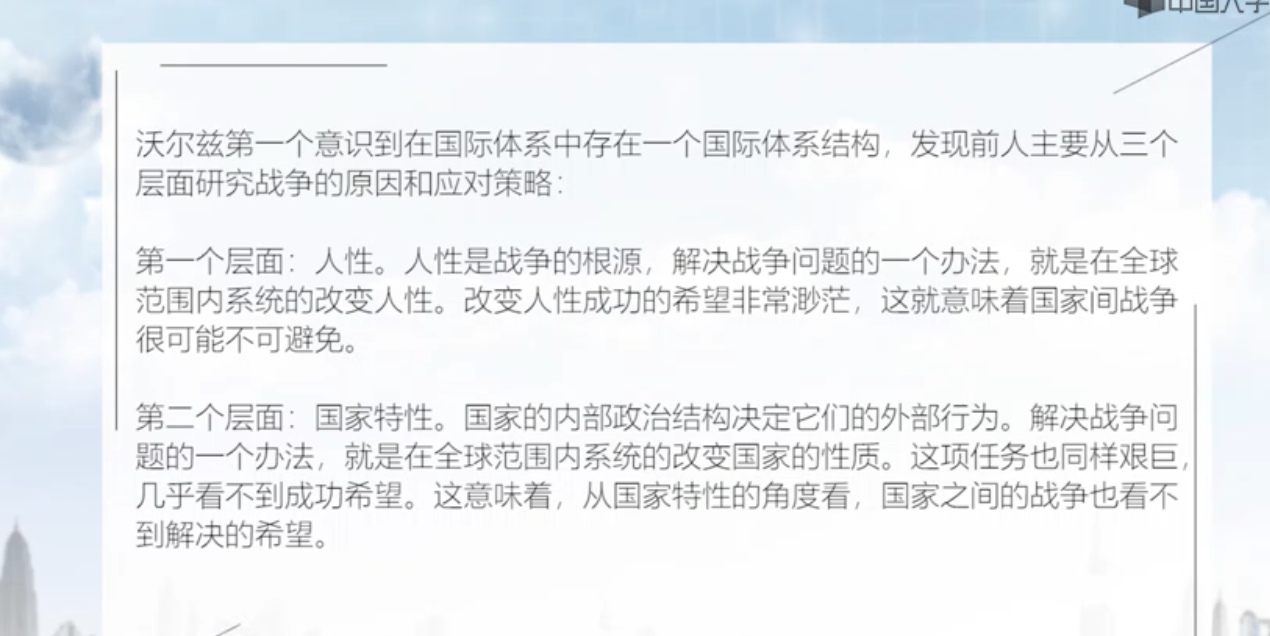 中国大学
沃尔兹第一个意识到在国际体系中存在一个国际体系结构，发现前人主要从三个
层面研究战争的原因和应对策略：
第一个层面：人性。人性是战争的根源，解决战争问题的一个办法，就是在全球
范围内系统的改变人性。改变人性成功的希望非常渺茫，这就意味着国家间战争
很可能不可避免。
第二个层面：国家特性。国家的内部政治结构决定它们的外部行为。解决战争问
题的一个办法，就是在全球范围内系统的改变国家的性质。这项任务也同样艰巨，
几乎看不到成功希望。这意味着，从国家特性的角度看，国家之间的战争也看不
到解决的希望。